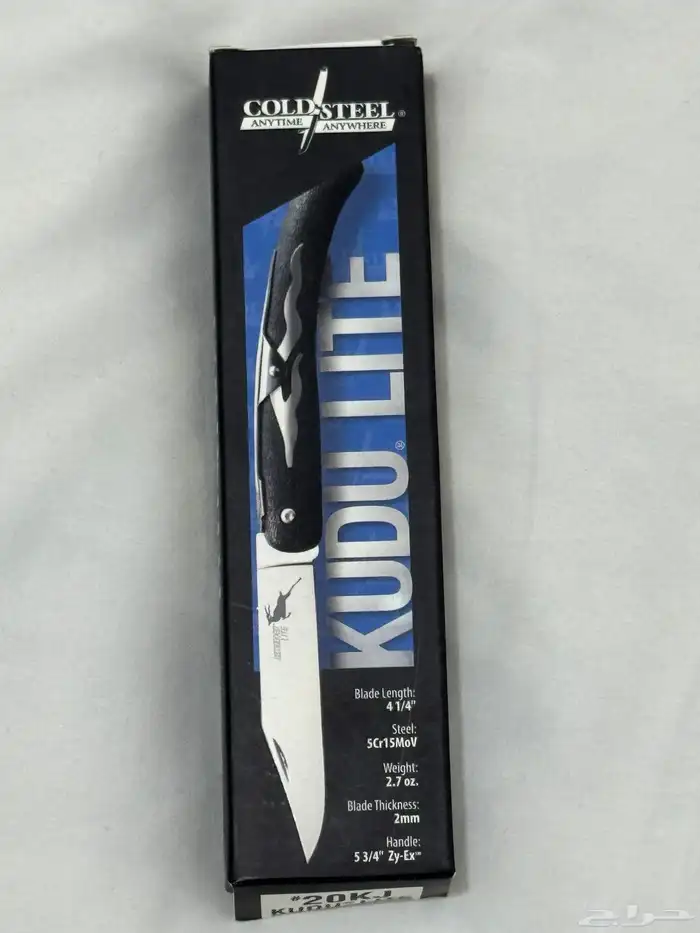 COLD STEEL®
ANYTIME ANYWHERE
KUDU® LITE
Blade Length:
4 1/4"
Steel:
5Cr15MoV
Weight:
2.7 oz.
Blade Thickness:
2mm
Handle:
5 3/4" Zy-Ex™
#20KJ
حراج